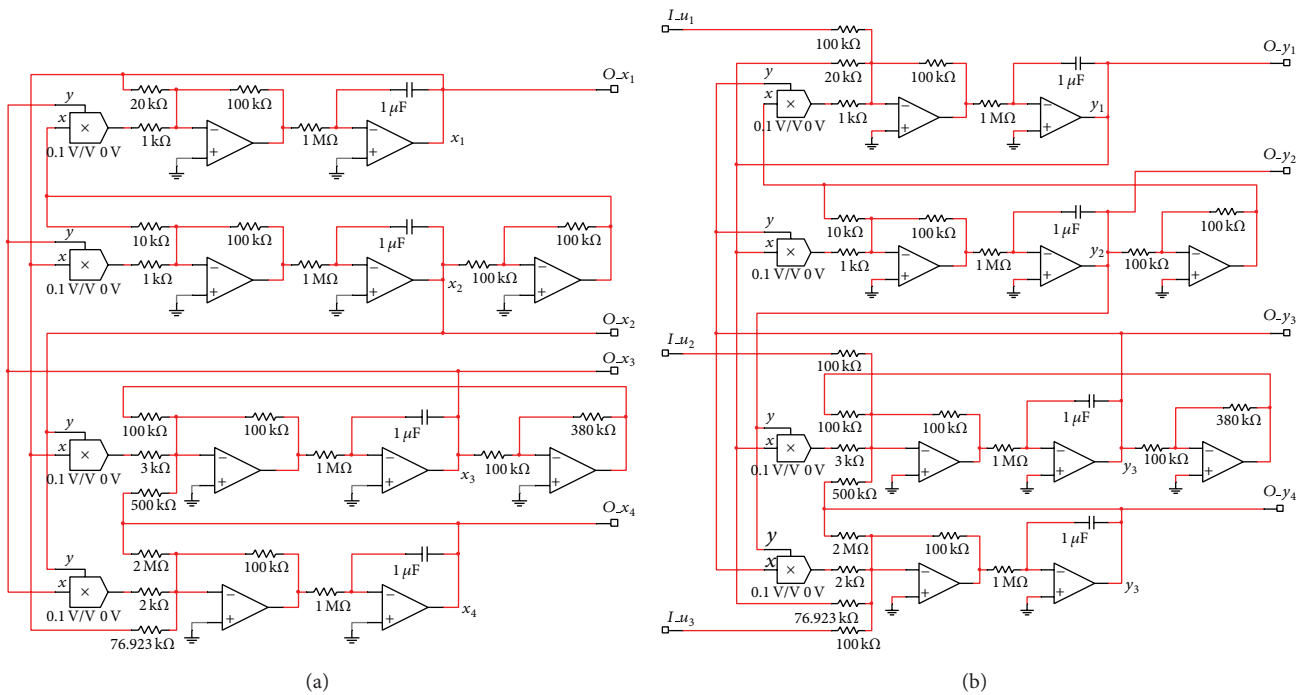 I_u₁
100 kΩ
O_x₁
O_y₁
y
20 kΩ
100 kΩ
1 μF
x
×
1 kΩ
1 MΩ
x₁
0.1 V/V 0 V
−
+
−
+
20 kΩ
100 kΩ
1 μF
y
x
×
1 kΩ
1 MΩ
y₁
0.1 V/V 0 V
−
+
−
+
O_y₂
y
10 kΩ
100 kΩ
1 μF
100 kΩ
x
×
1 kΩ
1 MΩ
100 kΩ
x₂
0.1 V/V 0 V
−
+
−
+
−
+
y
10 kΩ
100 kΩ
1 μF
100 kΩ
x
×
1 kΩ
1 MΩ
y₂
100 kΩ
0.1 V/V 0 V
−
+
−
+
−
+
O_x₂
O_x₃
O_y₃
I_u₂
100 kΩ
y
100 kΩ
100 kΩ
1 μF
380 kΩ
x
×
3 kΩ
1 MΩ
x₃
100 kΩ
0.1 V/V 0 V
500 kΩ
−
+
−
+
−
+
y
100 kΩ
100 kΩ
1 μF
380 kΩ
x
×
3 kΩ
1 MΩ
y₃
100 kΩ
0.1 V/V 0 V
500 kΩ
−
+
−
+
−
+
O_x₄
O_y₄
y
2 MΩ
100 kΩ
1 μF
x
×
2 kΩ
1 MΩ
x₄
0.1 V/V 0 V
76.923 kΩ
−
+
−
+
y
2 MΩ
100 kΩ
1 μF
x
×
2 kΩ
1 MΩ
y₃
0.1 V/V 0 V
76.923 kΩ
−
+
−
+
I_u₃
100 kΩ
(a)
(b)